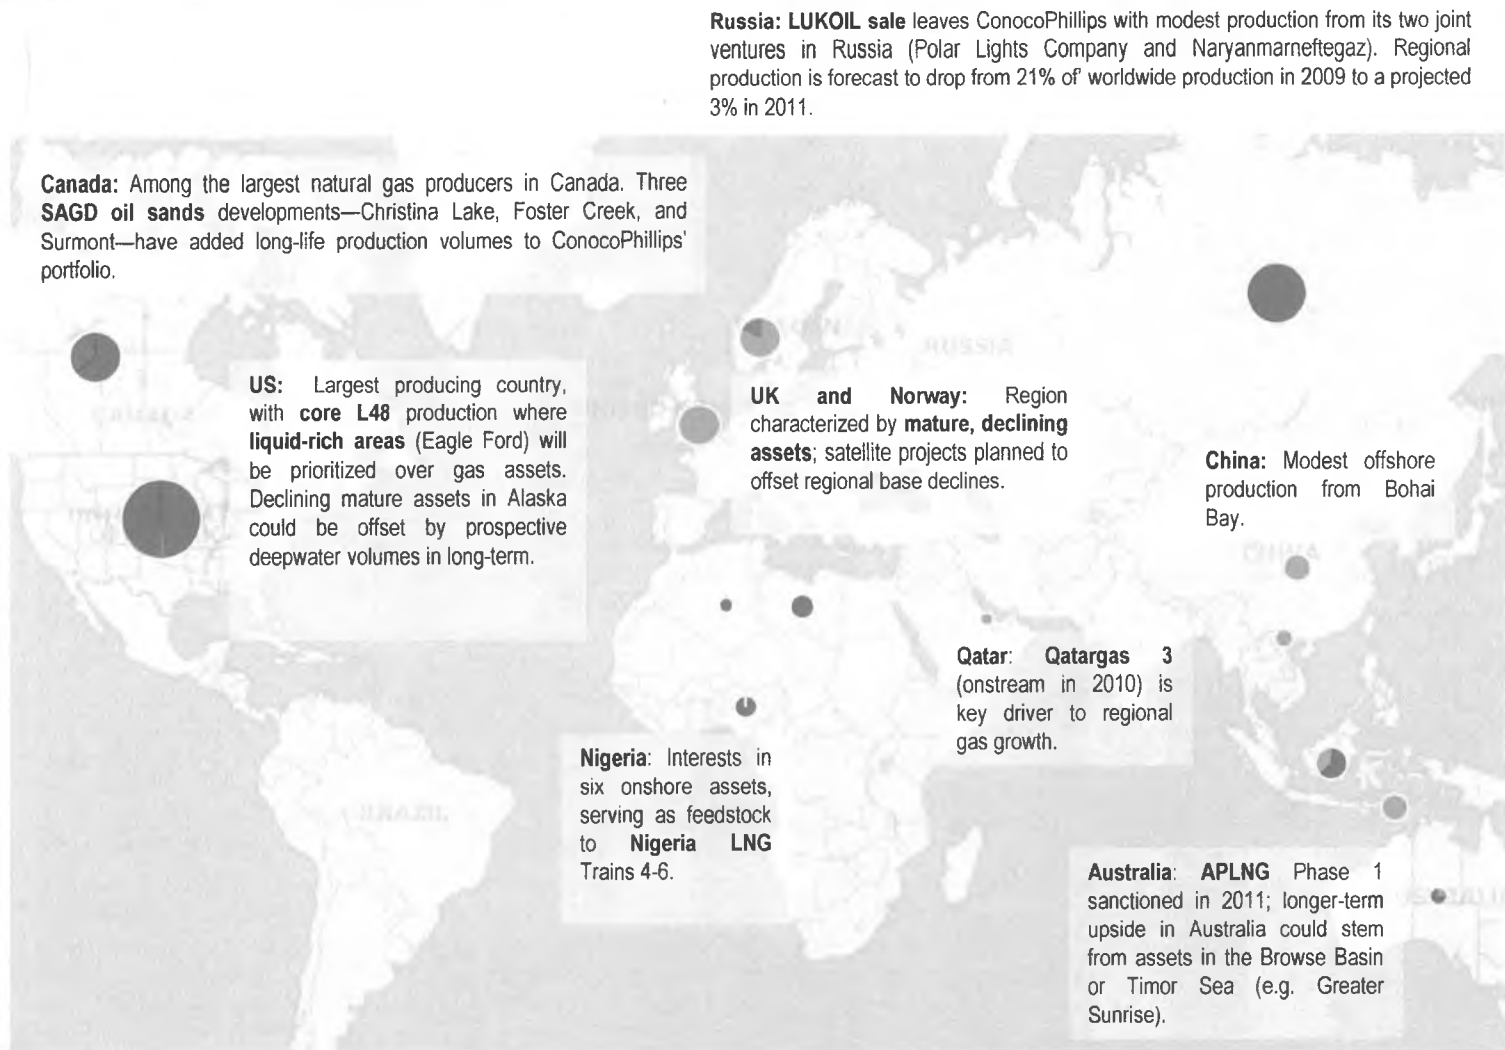 Russia: LUKOIL sale leaves ConocoPhillips with modest production from its two joint
ventures in Russia (Polar Lights Company and Naryanmarneftegaz). Regional
production is forecast to drop from 21% of worldwide production in 2009 to a projected
3% in 2011.
Canada: Among the largest natural gas producers in Canada. Three
SAGD oil sands developments—Christina Lake, Foster Creek, and
Surmont—have added long-life production volumes to ConocoPhillips'
portfolio.
RUSSIA
US: Largest producing country,
with core L48 production where
liquid-rich areas (Eagle Ford) will
be prioritized over gas assets.
Declining mature assets in Alaska
could be offset by prospective
deepwater volumes in long-term.
UK and Norway: Region
characterized by mature, declining
assets; satellite projects planned to
offset regional base declines.
China: Modest offshore
production from Bohai
Bay.
CHINA
Qatar: Qatargas 3
(onstream in 2010) is
key driver to regional
gas growth.
Nigeria: Interests in
six onshore assets,
serving as feedstock
to Nigeria LNG
Trains 4-6.
BRAZIL
Australia: APLNG Phase 1
sanctioned in 2011; longer-term
upside in Australia could stem
from assets in the Browse Basin
or Timor Sea (e.g. Greater
Sunrise).